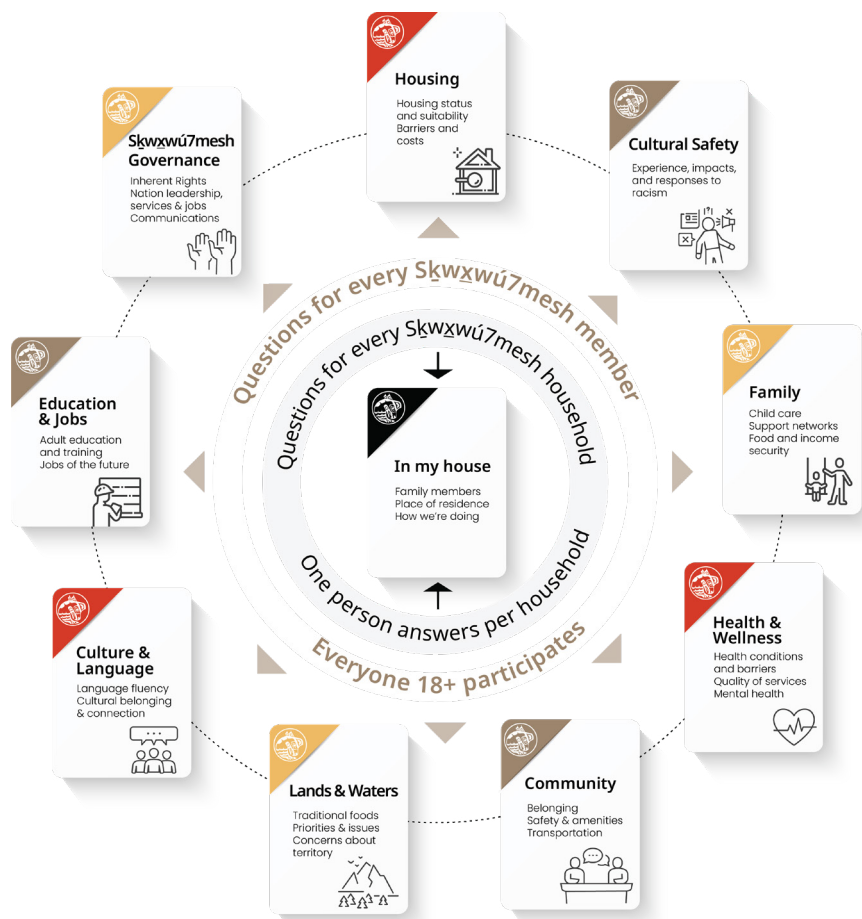 Housing
Housing status
and suitability
Barriers and
costs
Cultural Safety
Experience, impacts,
and responses to
racism
Family
Child care
Support networks
Food and income
security
Health &
Wellness
Health conditions
and barriers
Quality of services
Mental health
Community
Belonging
Safety & amenities
Transportation
Lands & Waters
Traditional foods
Priorities & issues
Concerns about
territory
Culture &
Language
Language fluency
Cultural belonging
& connection
Education
& Jobs
Adult education
and training
Jobs of the future
Sḵwx̱wú7mesh
Governance
Inherent Rights
Nation leadership,
services & jobs
Communications
Questions for every Sḵwx̱wú7mesh member
Everyone 18+ participates
Questions for every Sḵwx̱wú7mesh household
One person answers per household
In my house
Family members
Place of residence
How we're doing